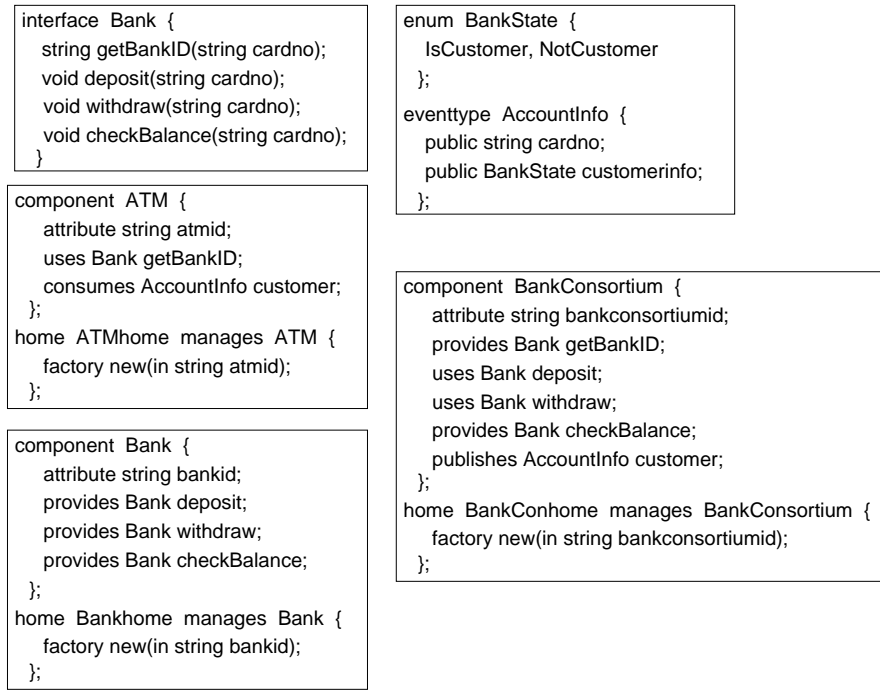 interface Bank {
string getBankID(string cardno);
void deposit(string cardno);
void withdraw(string cardno);
void checkBalance(string cardno);
}
component ATM {
attribute string atmid;
uses Bank getBankID;
consumes AccountInfo customer;
};
home ATMhome manages ATM {
factory new(in string atmid);
};
component Bank {
attribute string bankid;
provides Bank deposit;
provides Bank withdraw;
provides Bank checkBalance;
};
home Bankhome manages Bank {
factory new(in string bankid);
};
enum BankState {
IsCustomer, NotCustomer
};
eventtype AccountInfo {
public string cardno;
public BankState customerinfo;
};
component BankConsortium {
attribute string bankconsortiumid;
provides Bank getBankID;
uses Bank deposit;
uses Bank withdraw;
provides Bank checkBalance;
publishes AccountInfo customer;
};
home BankConhome manages BankConsortium {
factory new(in string bankconsortiumid);
};